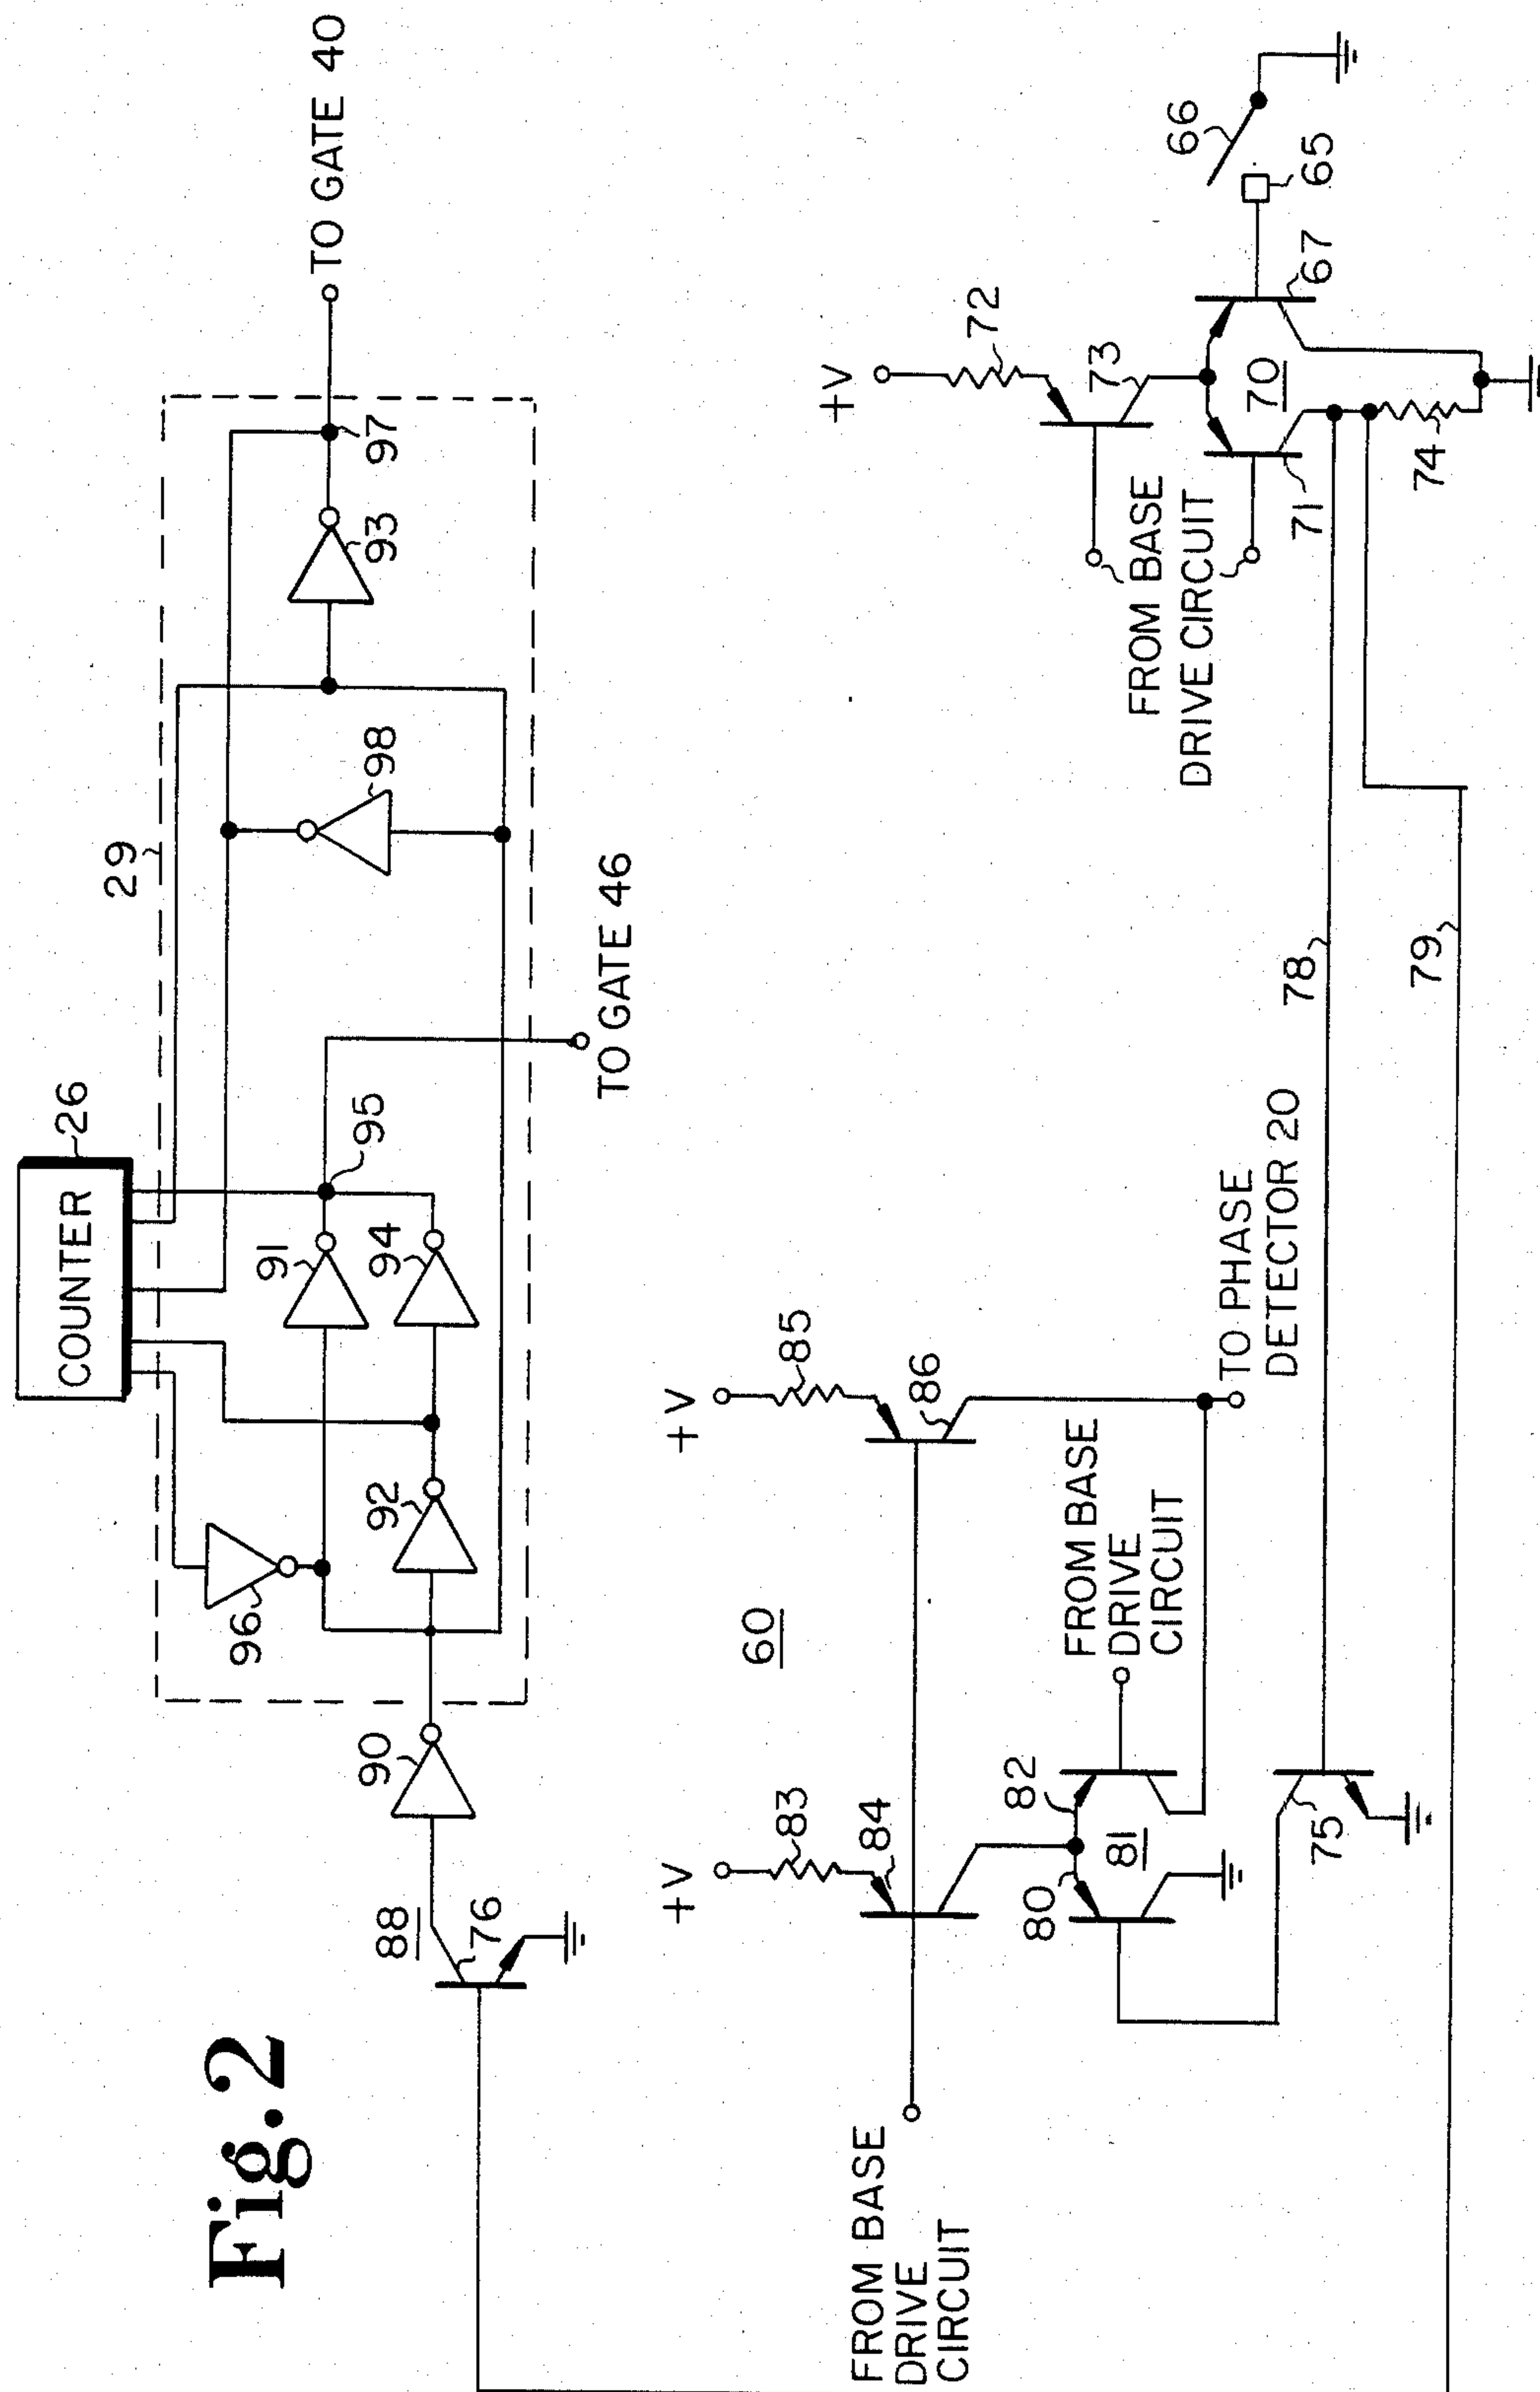 Fig. 2
COUNTER
26
29
TO GATE 40
97
93
98
95
91
94
92
96
TO GATE 46
90
88
76
+V
83
84
+V
85
86
60
FROM BASE
DRIVE
CIRCUIT
82
80
81
FROM BASE
DRIVE
CIRCUIT
75
TO PHASE
DETECTOR 20
78
79
+V
72
73
FROM BASE
DRIVE CIRCUIT
70
71
67
74
65
66